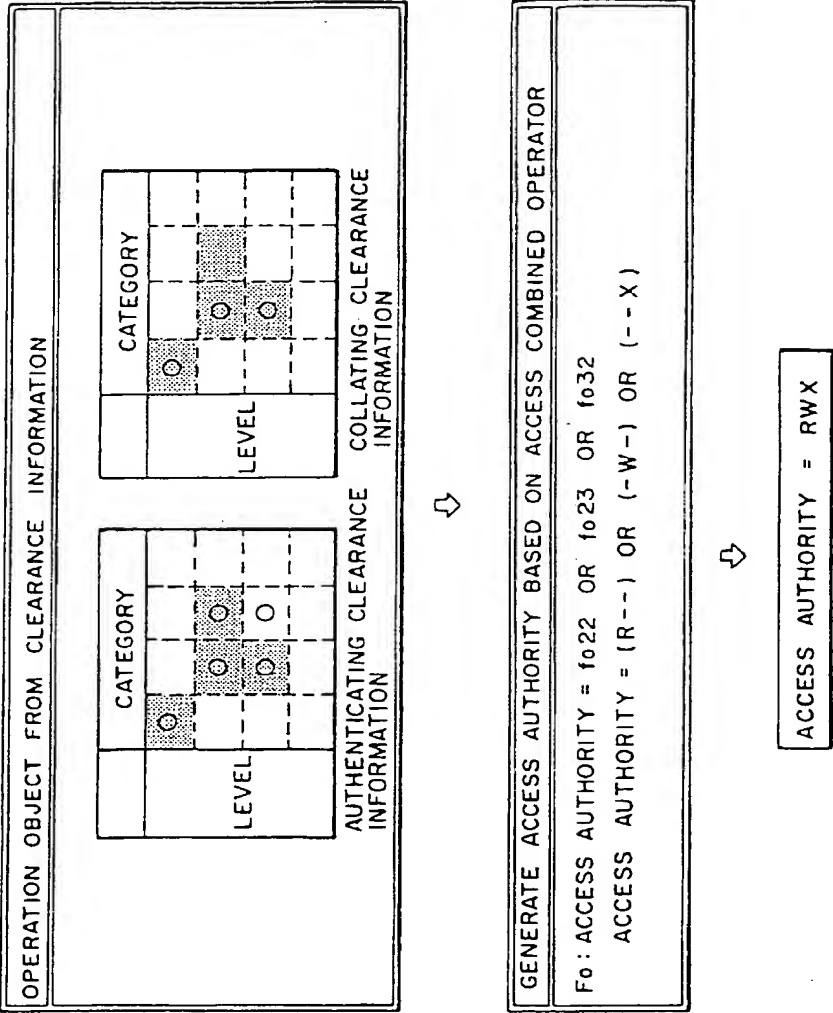 OPERATION OBJECT FROM CLEARANCE INFORMATION
CATEGORY
LEVEL
AUTHENTICATING CLEARANCE
INFORMATION
CATEGORY
LEVEL
COLLATING CLEARANCE
INFORMATION
GENERATE ACCESS AUTHORITY BASED ON ACCESS COMBINED OPERATOR
Fo : ACCESS AUTHORITY = fo22 OR fo23 OR fo32
ACCESS AUTHORITY = (R--) OR (-W-) OR (--X)
ACCESS AUTHORITY = RWX